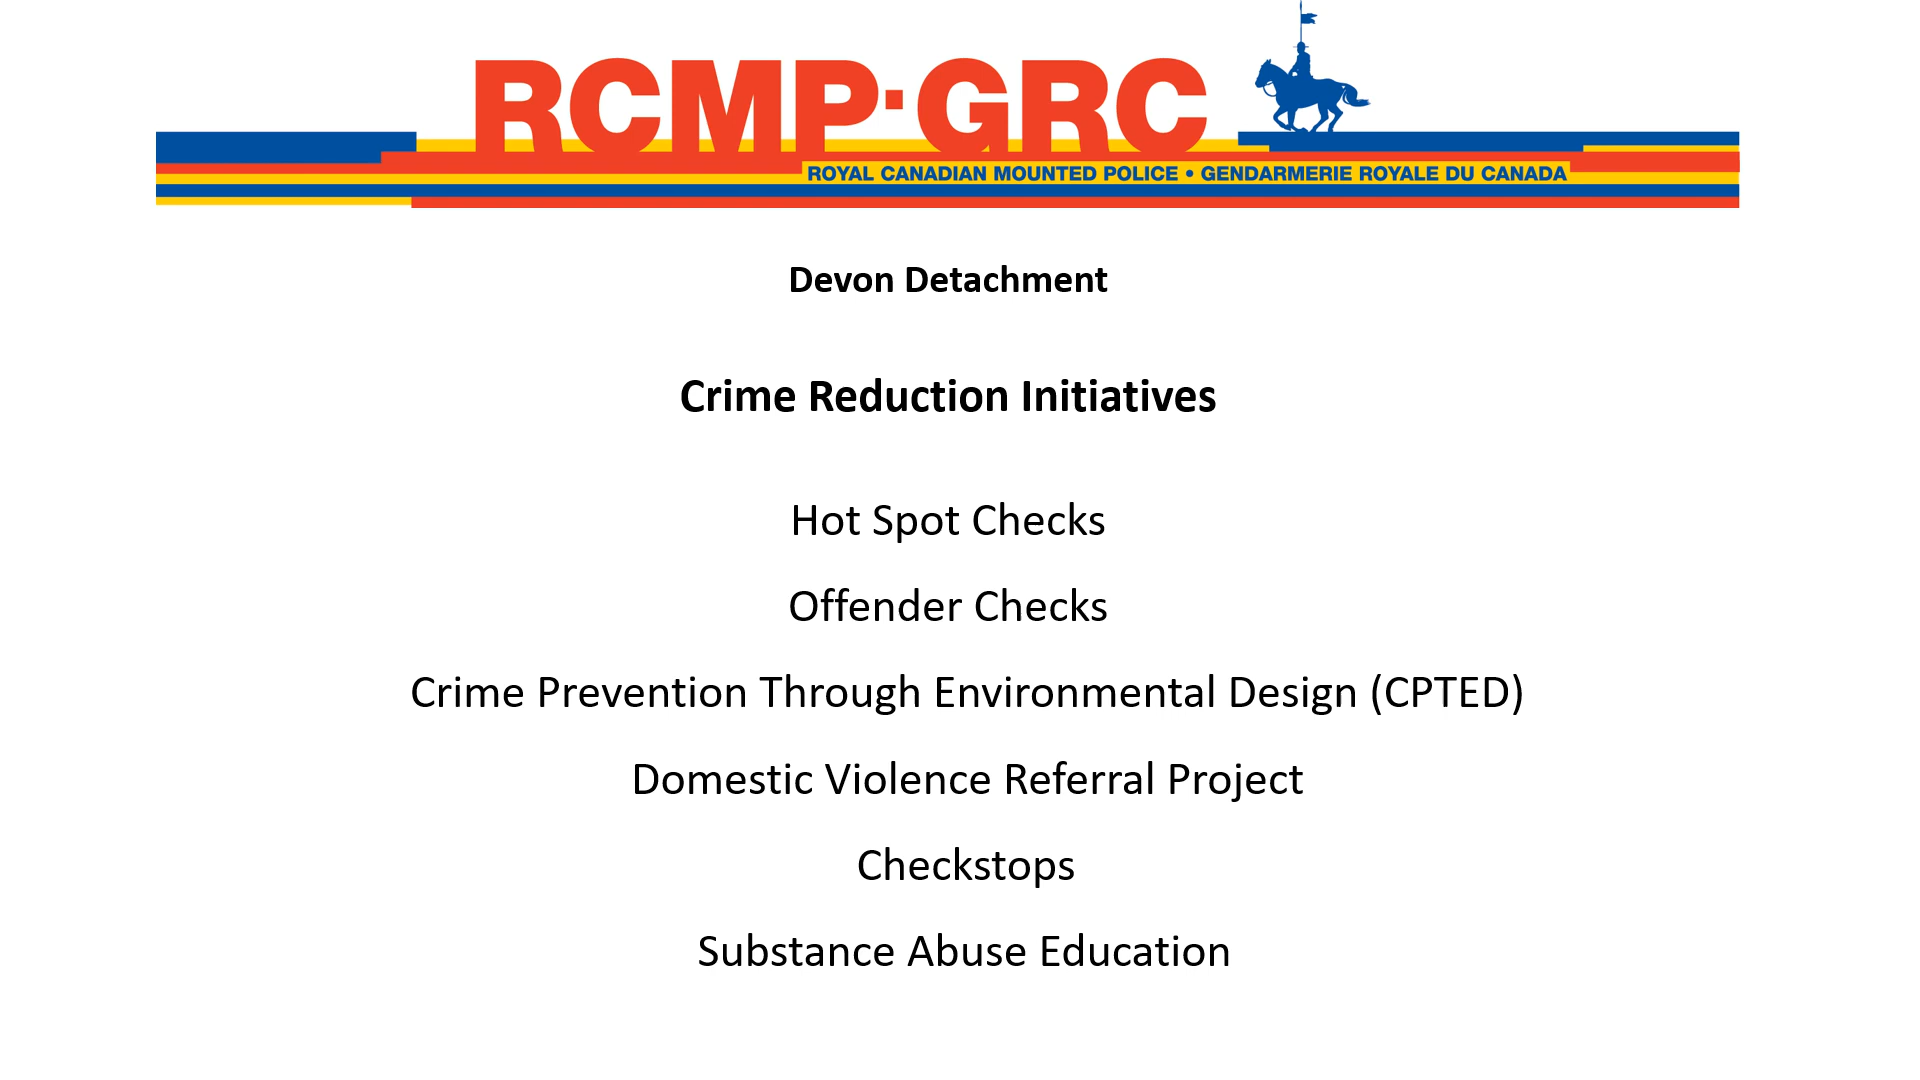 RCMP·GRC
ROYAL CANADIAN MOUNTED POLICE • GENDARMERIE ROYALE DU CANADA
Devon Detachment
Crime Reduction Initiatives
Hot Spot Checks
Offender Checks
Crime Prevention Through Environmental Design (CPTED)
Domestic Violence Referral Project
Checkstops
Substance Abuse Education